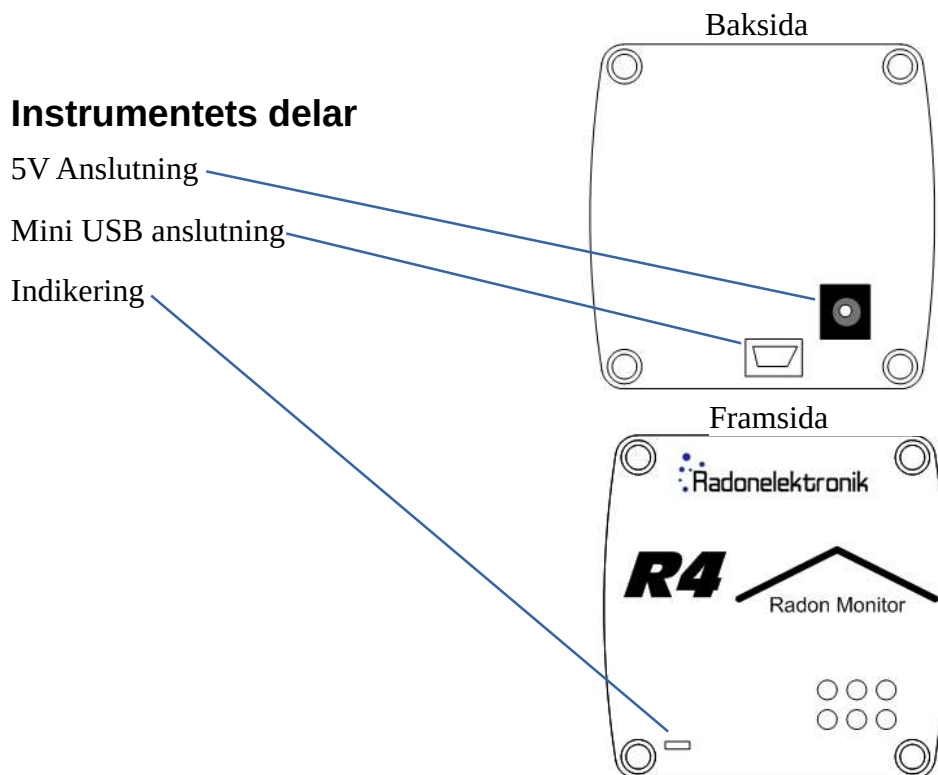 Baksida
Instrumentets delar
5V Anslutning
Mini USB anslutning
Indikering
Framsida
Radonelektronik
R4
Radon Monitor